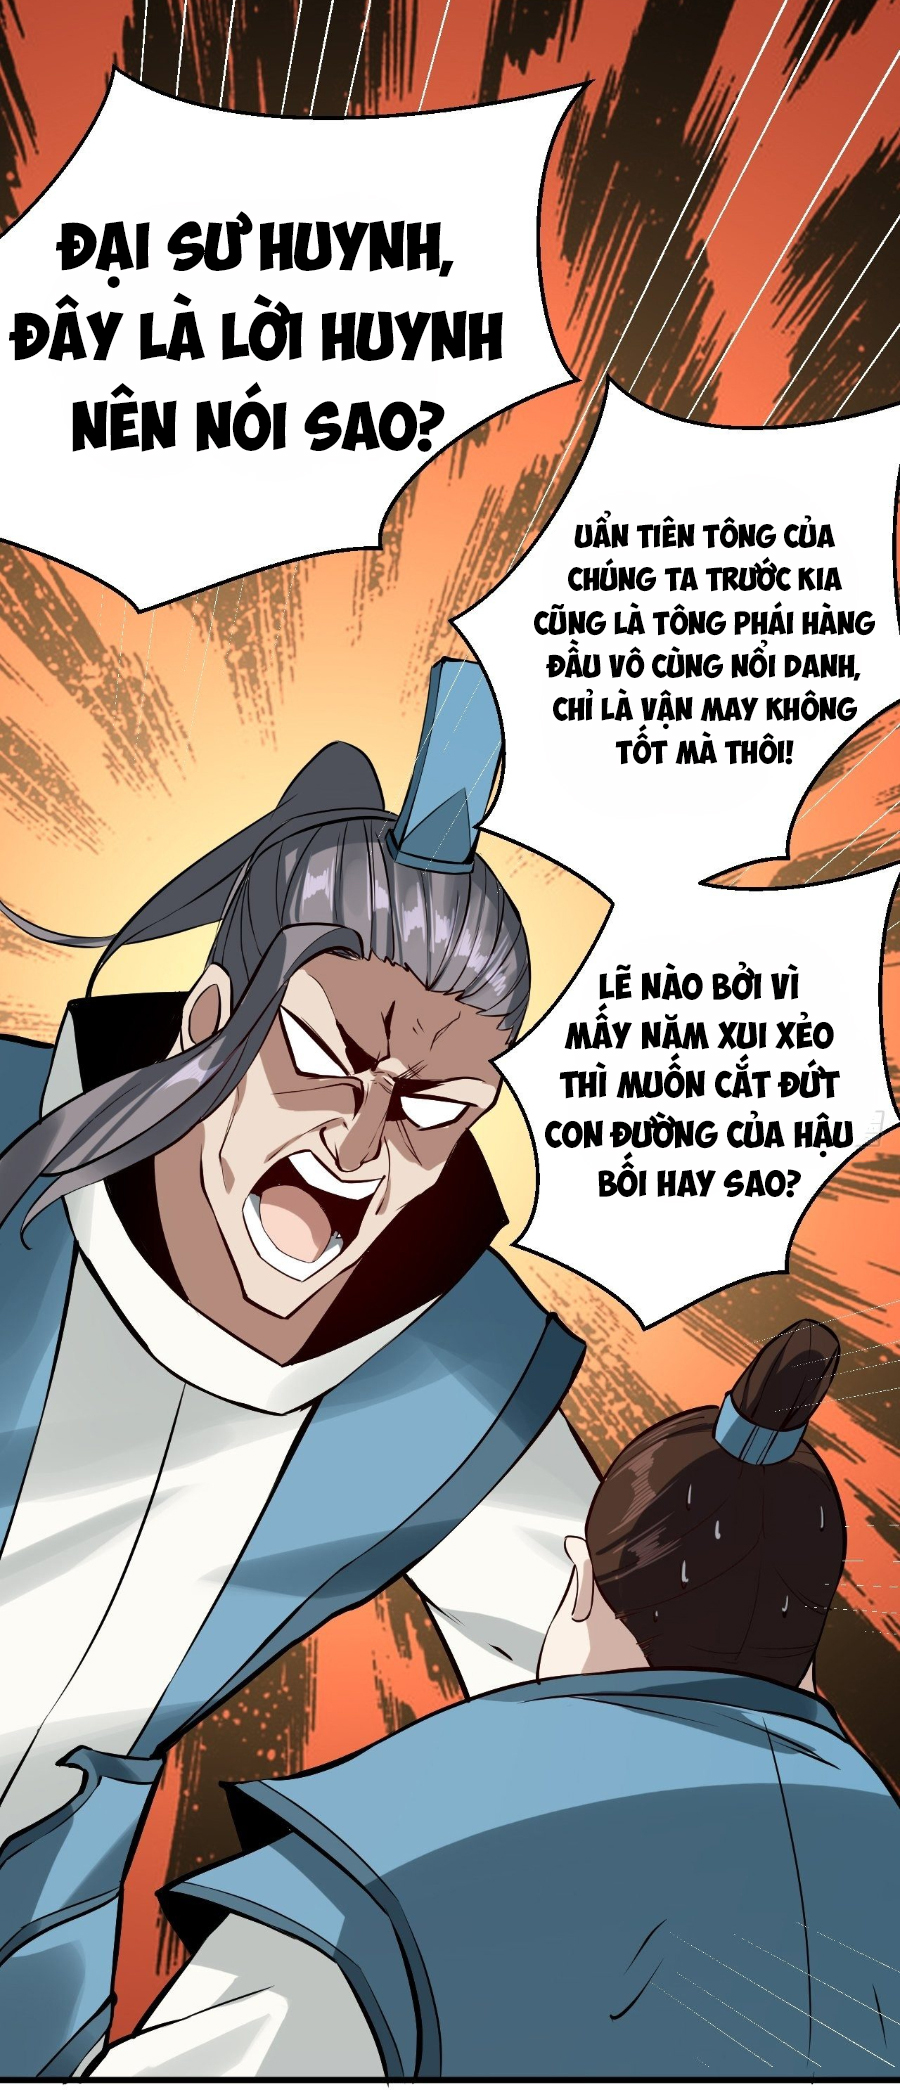 ĐẠI SƯ HUYNH,
ĐÂY LÀ LỜI HUYNH
NÊN NÓI SAO?
UẨN TIÊN TÔNG CỦA
CHÚNG TA TRƯỚC KIA
CŨNG LÀ TÔNG PHÁI HÀNG
ĐẦU VÔ CÙNG NỔI DANH,
CHỈ LÀ VẬN MAY KHÔNG
TỐT MÀ THÔI!
LẼ NÀO BỞI VÌ
MẤY NĂM XUI XẺO
THÌ MUỐN CẮT ĐỨT
CON ĐƯỜNG CỦA HẬU
BỐI HAY SAO?